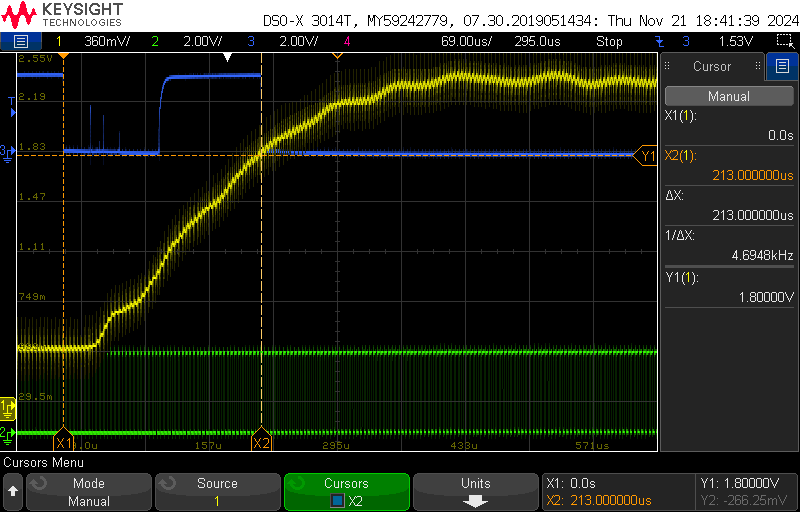 KEYSIGHT
TECHNOLOGIES
DSO-X 3014T, MY59242779, 07.30.2019051434: Thu Nov 21 18:41:39 2024
1 360mV/ 2 2.00V/ 3 2.00V/ 4 69.00us/ 295.0us Stop 3 1.53V
2.55V
2.19
1.83
1.47
1.11
749m
29.5m
T
3
1
2
Y1
X1
X2
157u
295u
433u
571us
Cursor
Manual
X1(1):
0.0s
X2(1):
213.000000us
ΔX:
213.000000us
1/ΔX:
4.6948kHz
Y1(1):
1.80000V
Cursors Menu
Mode
Manual
Source
1
Cursors
X2
Units
X1: 0.0s
X2: 213.000000us
Y1: 1.80000V
Y2: -266.25mV